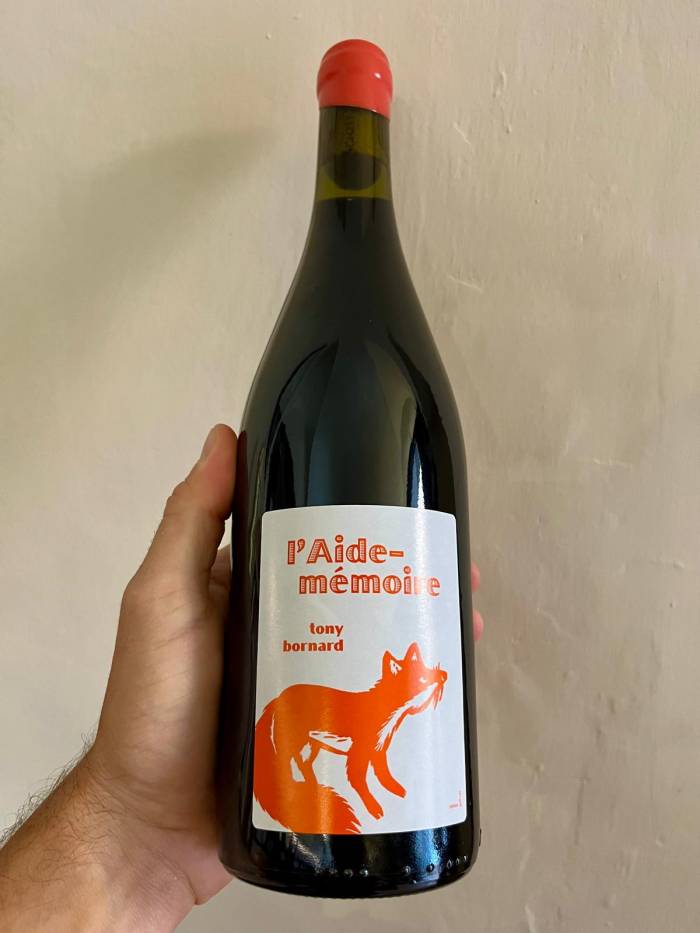 l'Aide-
mémoire
tony
bornard